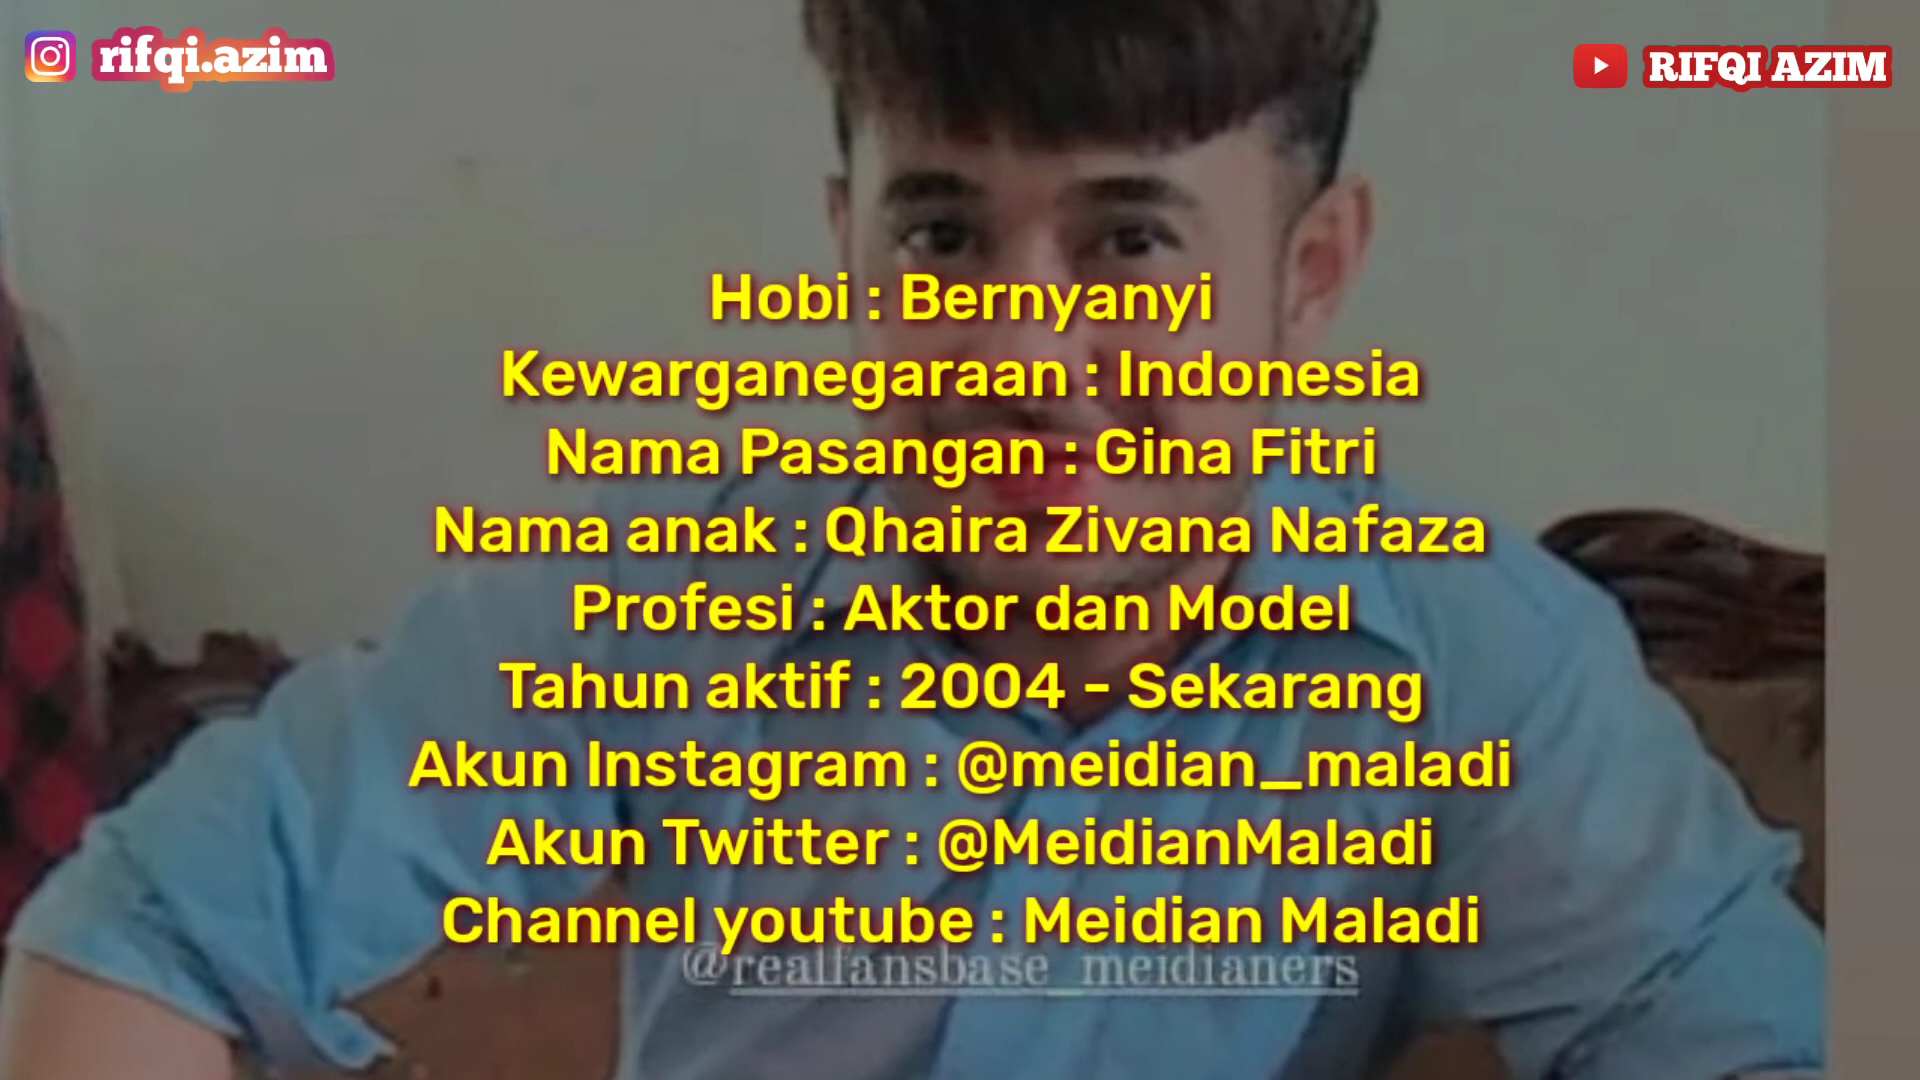 rifqi.azim
RIFQI AZIM
Hobi : Bernyanyi
Kewarganegaraan : Indonesia
Nama Pasangan : Gina Fitri
Nama anak : Qhaira Zivana Nafaza
Profesi : Aktor dan Model
Tahun aktif : 2004 - Sekarang
Akun Instagram : @meidian_maladi
Akun Twitter : @MeidianMaladi
Channel youtube : Meidian Maladi
@realfansbase_meidianers